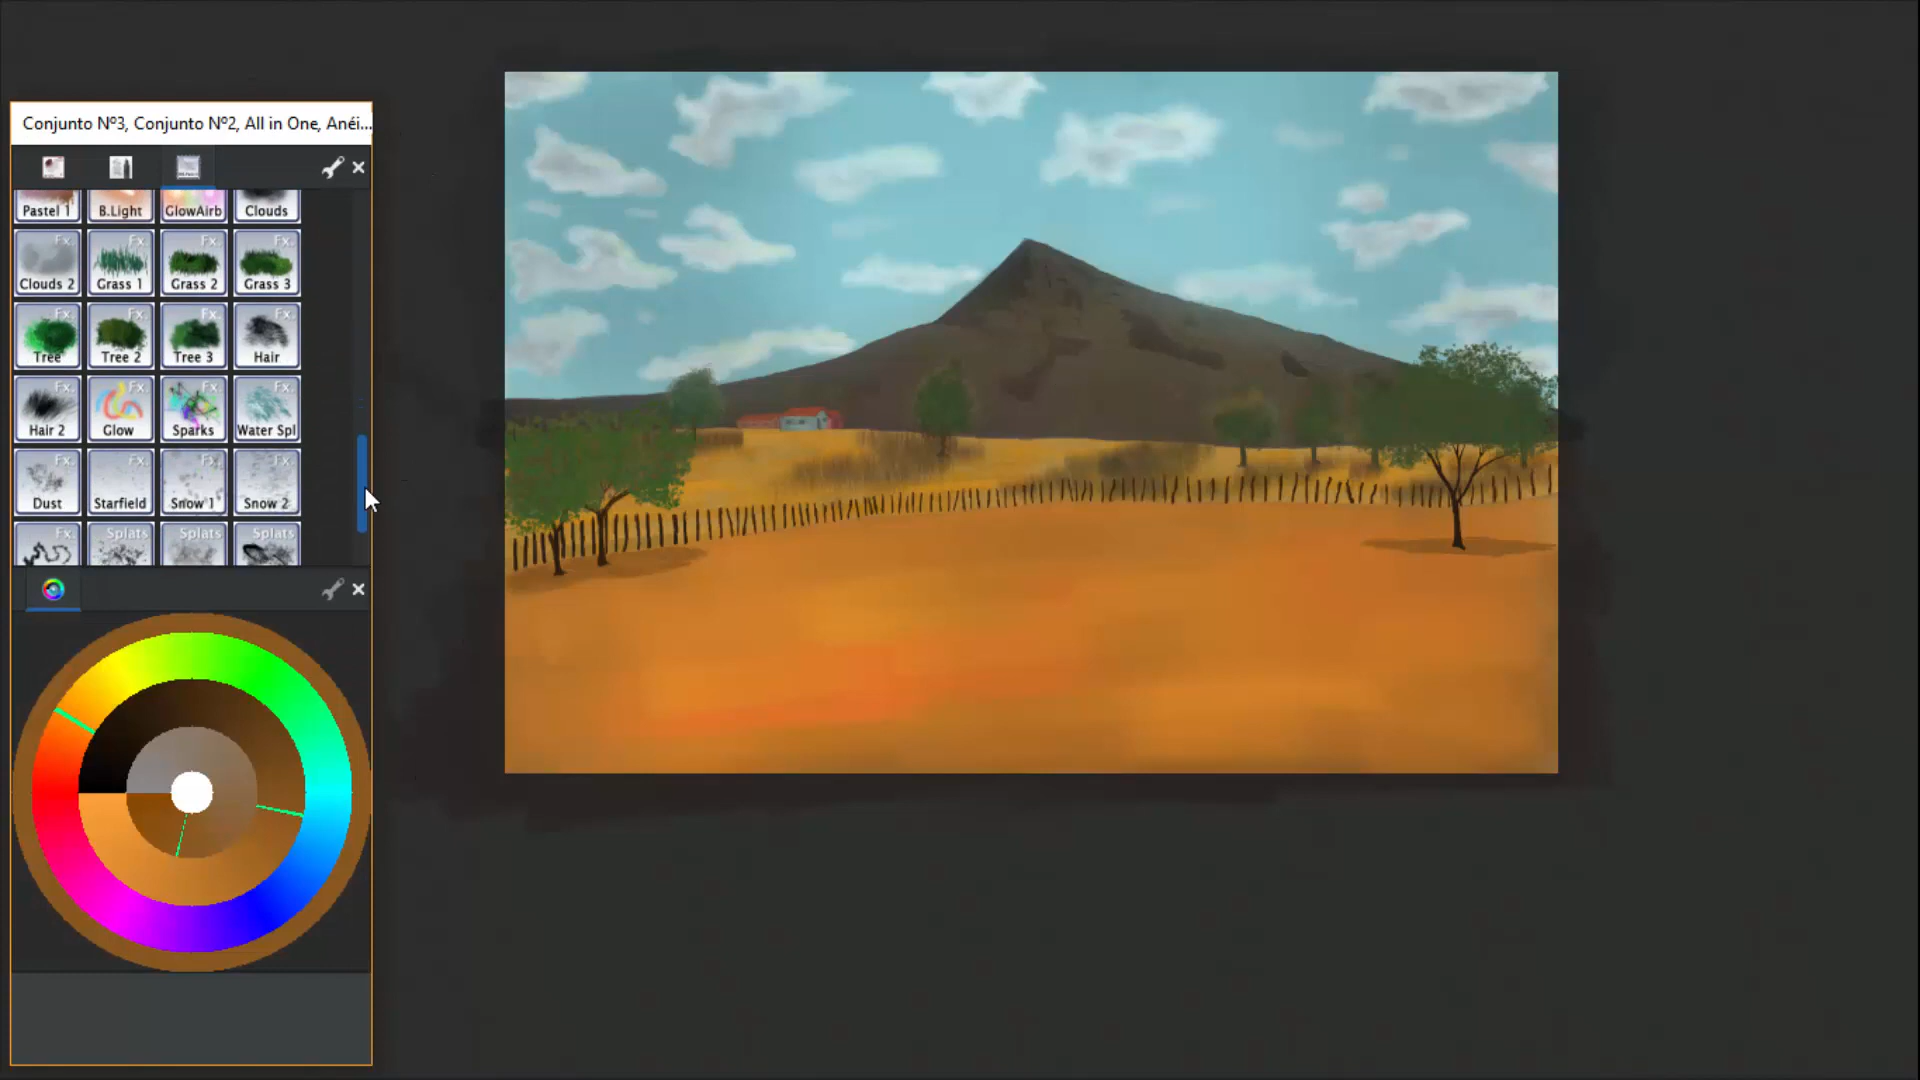 Conjunto Nº3, Conjunto Nº2, All in One, Anéi...
Pastel 1 B.Light GlowAirb Clouds
Fx. Fx. Fx. Fx.
Clouds 2 Grass 1 Grass 2 Grass 3
Fx. Fx. Fx. Fx.
Tree Tree 2 Tree 3 Hair
Fx. Fx. Fx. Fx.
Hair 2 Glow Sparks Water Spl
Fx. Fx. Fx. Fx.
Dust Starfield Snow 1 Snow 2
Fx. Splats Splats Splats